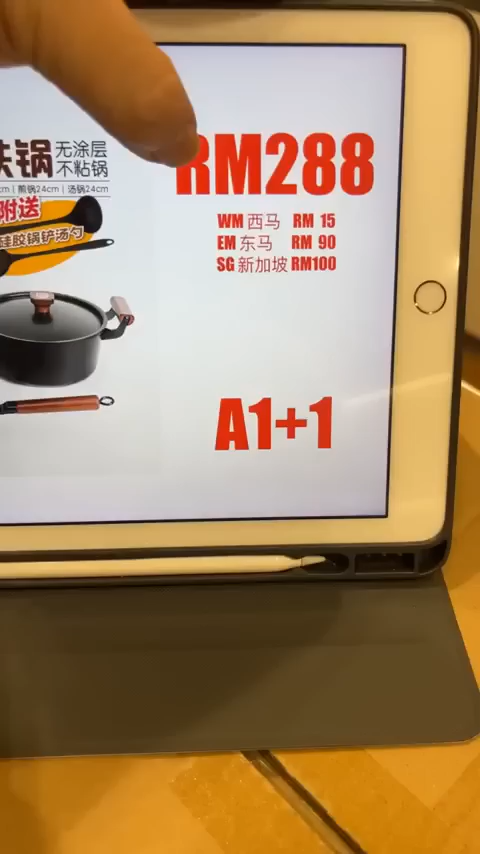 铁锅 无涂层
不粘锅
cm | 煎锅24cm | 汤锅24cm
附送
硅胶锅铲汤勺
RM288
WM 西马 RM 15
EM 东马 RM 90
SG 新加坡 RM100
A1+1